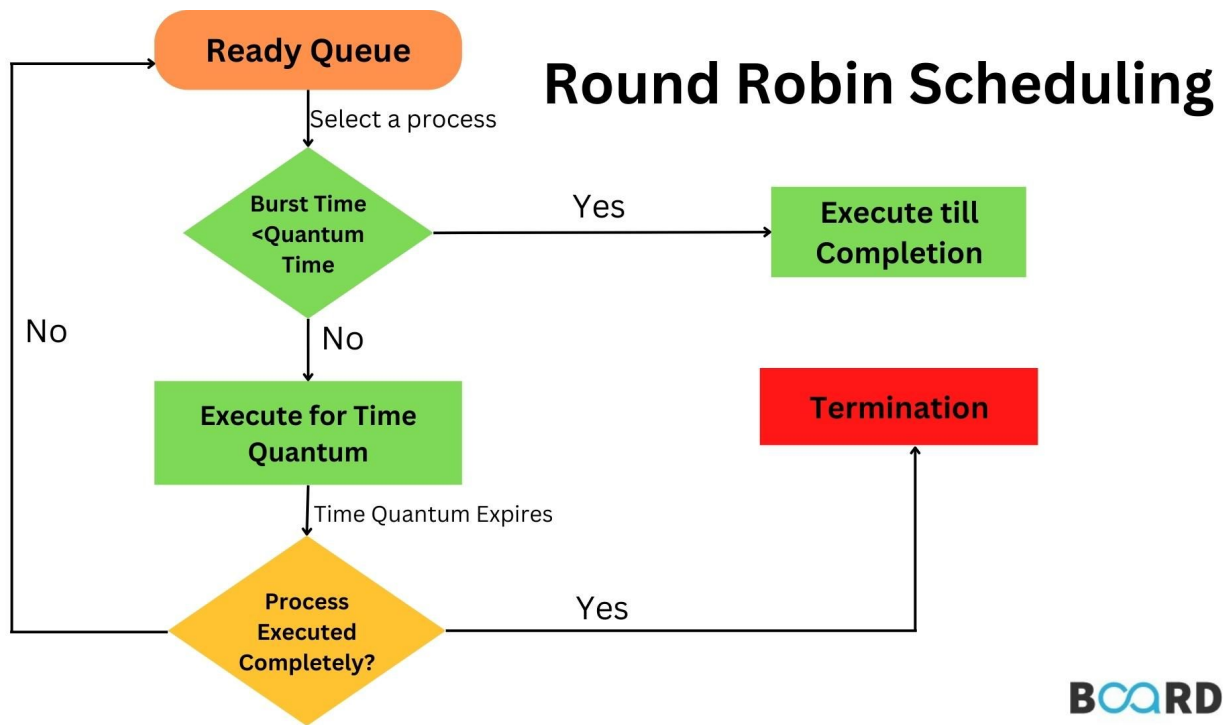 Ready Queue
Round Robin Scheduling
Select a process
Burst Time
<Quantum
Time
Yes
Execute till
Completion
No
No
Execute for Time
Quantum
Termination
Time Quantum Expires
Process
Executed
Completely?
Yes
BOARD